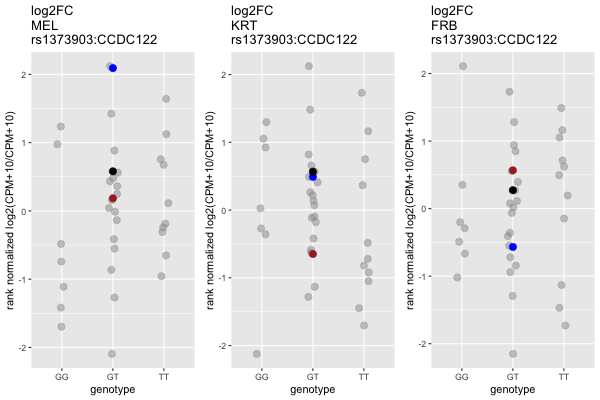 log2FC
MEL
rs1373903:CCDC122
rank normalized log2(CPM+10/CPM+10)
2
1
0
-1
-2
GG
GT
TT
genotype
log2FC
KRT
rs1373903:CCDC122
rank normalized log2(CPM+10/CPM+10)
2
1
0
-1
-2
GG
GT
TT
genotype
log2FC
FRB
rs1373903:CCDC122
rank normalized log2(CPM+10/CPM+10)
2
1
0
-1
-2
GG
GT
TT
genotype